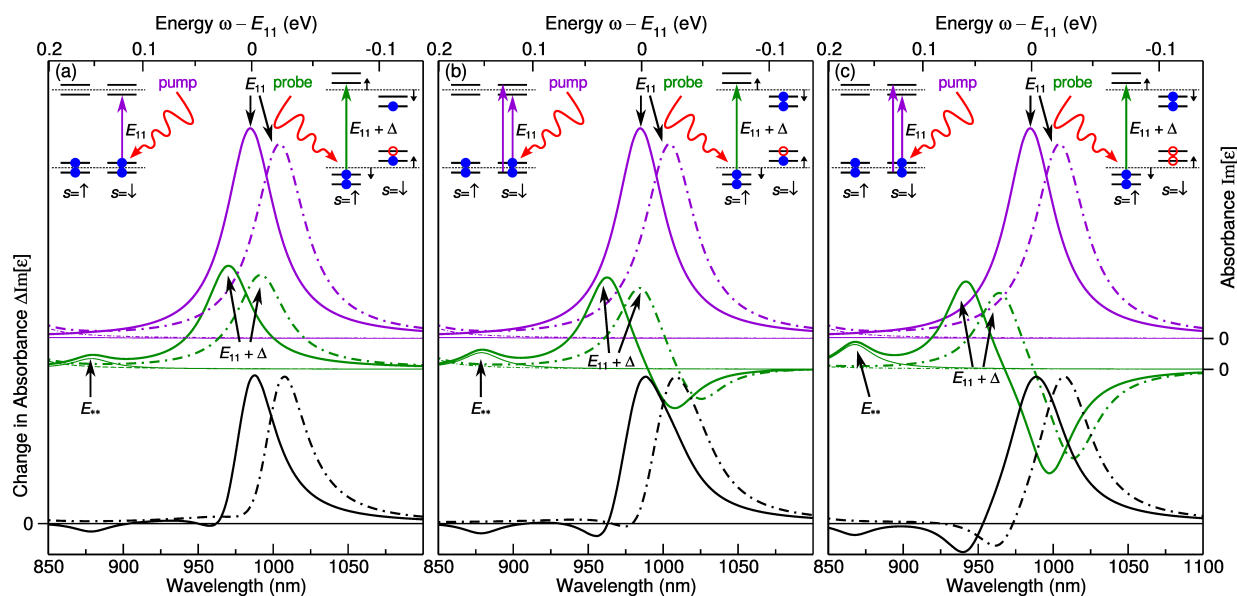 Energy ω – E₁₁ (eV)
Energy ω – E₁₁ (eV)
Energy ω – E₁₁ (eV)
0.2 0.1 0 -0.1
0.2 0.1 0 -0.1
0.2 0.1 0 -0.1
(a) pump E₁₁ probe
E₁₁ E₁₁ + Δ
s=↑ s=↓ s=↑ s=↓
E₁₁ + Δ
E**
(b) pump E₁₁ probe
E₁₁ E₁₁ + Δ
s=↑ s=↓ s=↑ s=↓
E₁₁ + Δ
E**
(c) pump E₁₁ probe
E₁₁ E₁₁ + Δ
s=↑ s=↓ s=↑ s=↓
E₁₁ + Δ
E**
Change in Absorbance ΔIm[ε]
0
Absorbance Im[ε]
0
0
850 900 950 1000 1050
850 900 950 1000 1050
850 900 950 1000 1050 1100
Wavelength (nm)
Wavelength (nm)
Wavelength (nm)